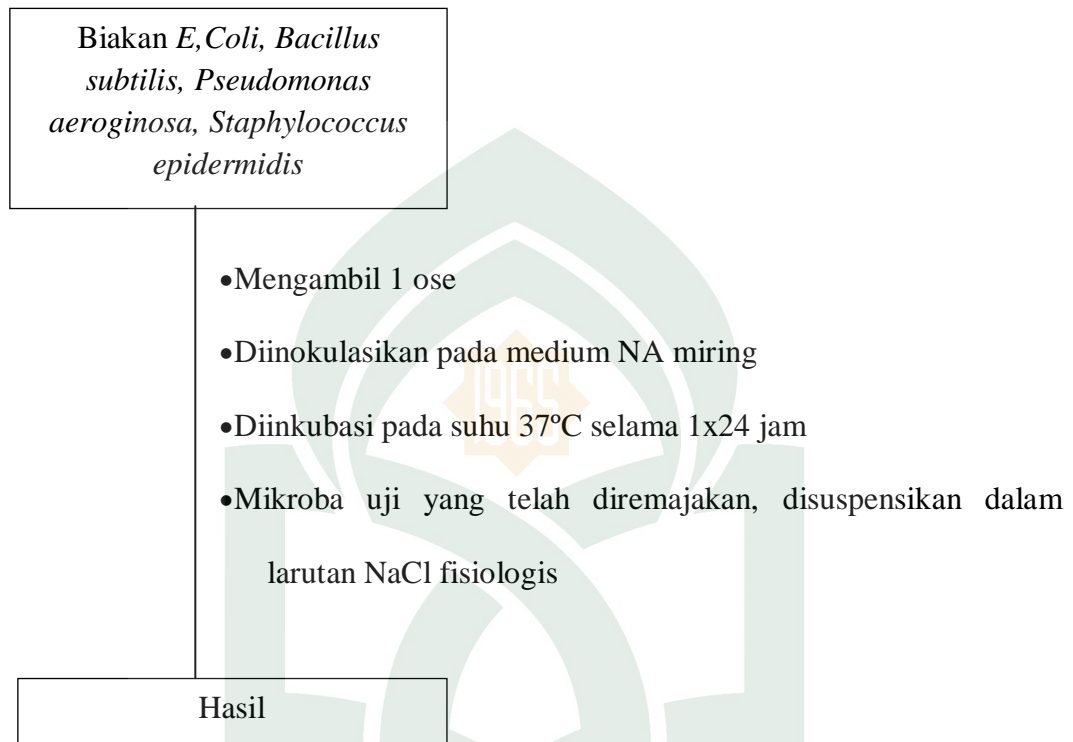 Biakan E,Coli, Bacillus
subtilis, Pseudomonas
aeroginosa, Staphylococcus
epidermidis
•Mengambil 1 ose
•Diinokulasikan pada medium NA miring
1965
•Diinkubasi pada suhu 37ºC selama 1x24 jam
•Mikroba uji yang telah diremajakan, disuspensikan dalam
larutan NaCl fisiologis
Hasil